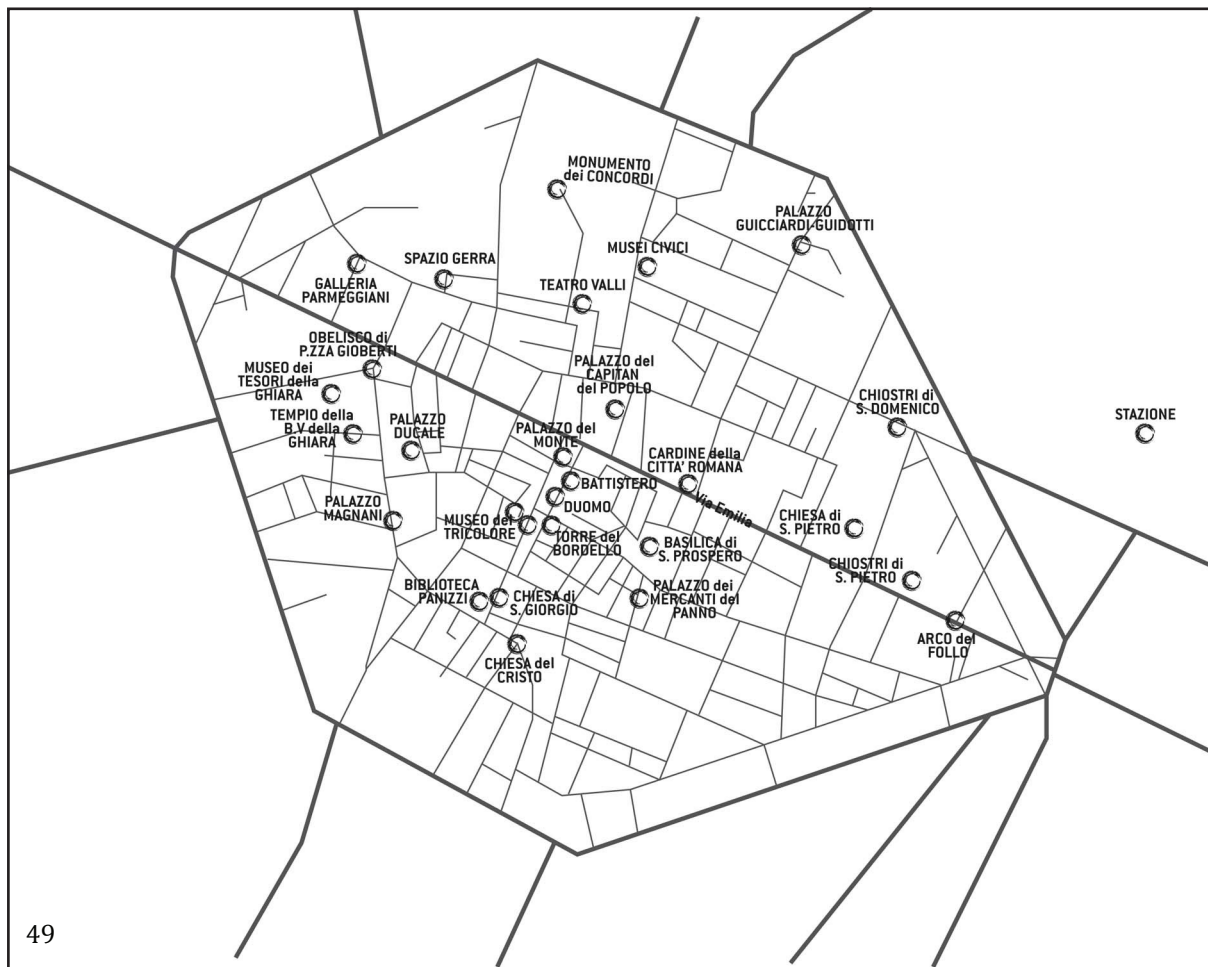 MONUMENTO
dei CONCORDI
PALAZZO
GUICCIARDI-GUIDOTTI
SPAZIO GERRA
MUSEI CIVICI
GALLERIA
PARMEGGIANI
TEATRO VALLI
OBELISCO di
P.ZZA GIOBERTI
MUSEO dei
TESORI della
GHIARA
PALAZZO del
CAPITAN
del POPOLO
CHIOSTRI di
S. DOMENICO
STAZIONE
TEMPIO della
B.V della
GHIARA
PALAZZO
DUCALE
PALAZZO del
MONTE
CARDINE della
CITTA' ROMANA
BATTISTERO
Via Emilia
DUOMO
PALAZZO
MAGNANI
MUSEO del
TRICOLORE
TORRE del
BORDELLO
BASILICA di
S. PROSPERO
CHIESA di
S. PIETRO
CHIOSTRI di
S. PIETRO
BIBLIOTECA
PANIZZI
CHIESA di
S. GIORGIO
PALAZZO dei
MERCANTI del
PANNO
ARCO del
FOLLO
CHIESA del
CRISTO
49